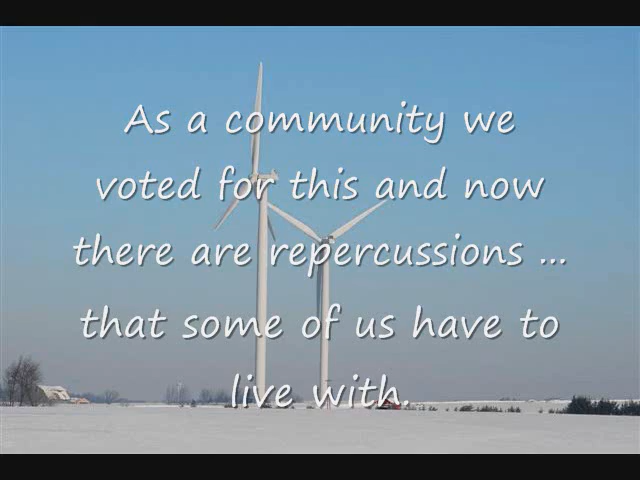 As a community we
voted for this and now
there are repercussions ...
that some of us have to
live with.